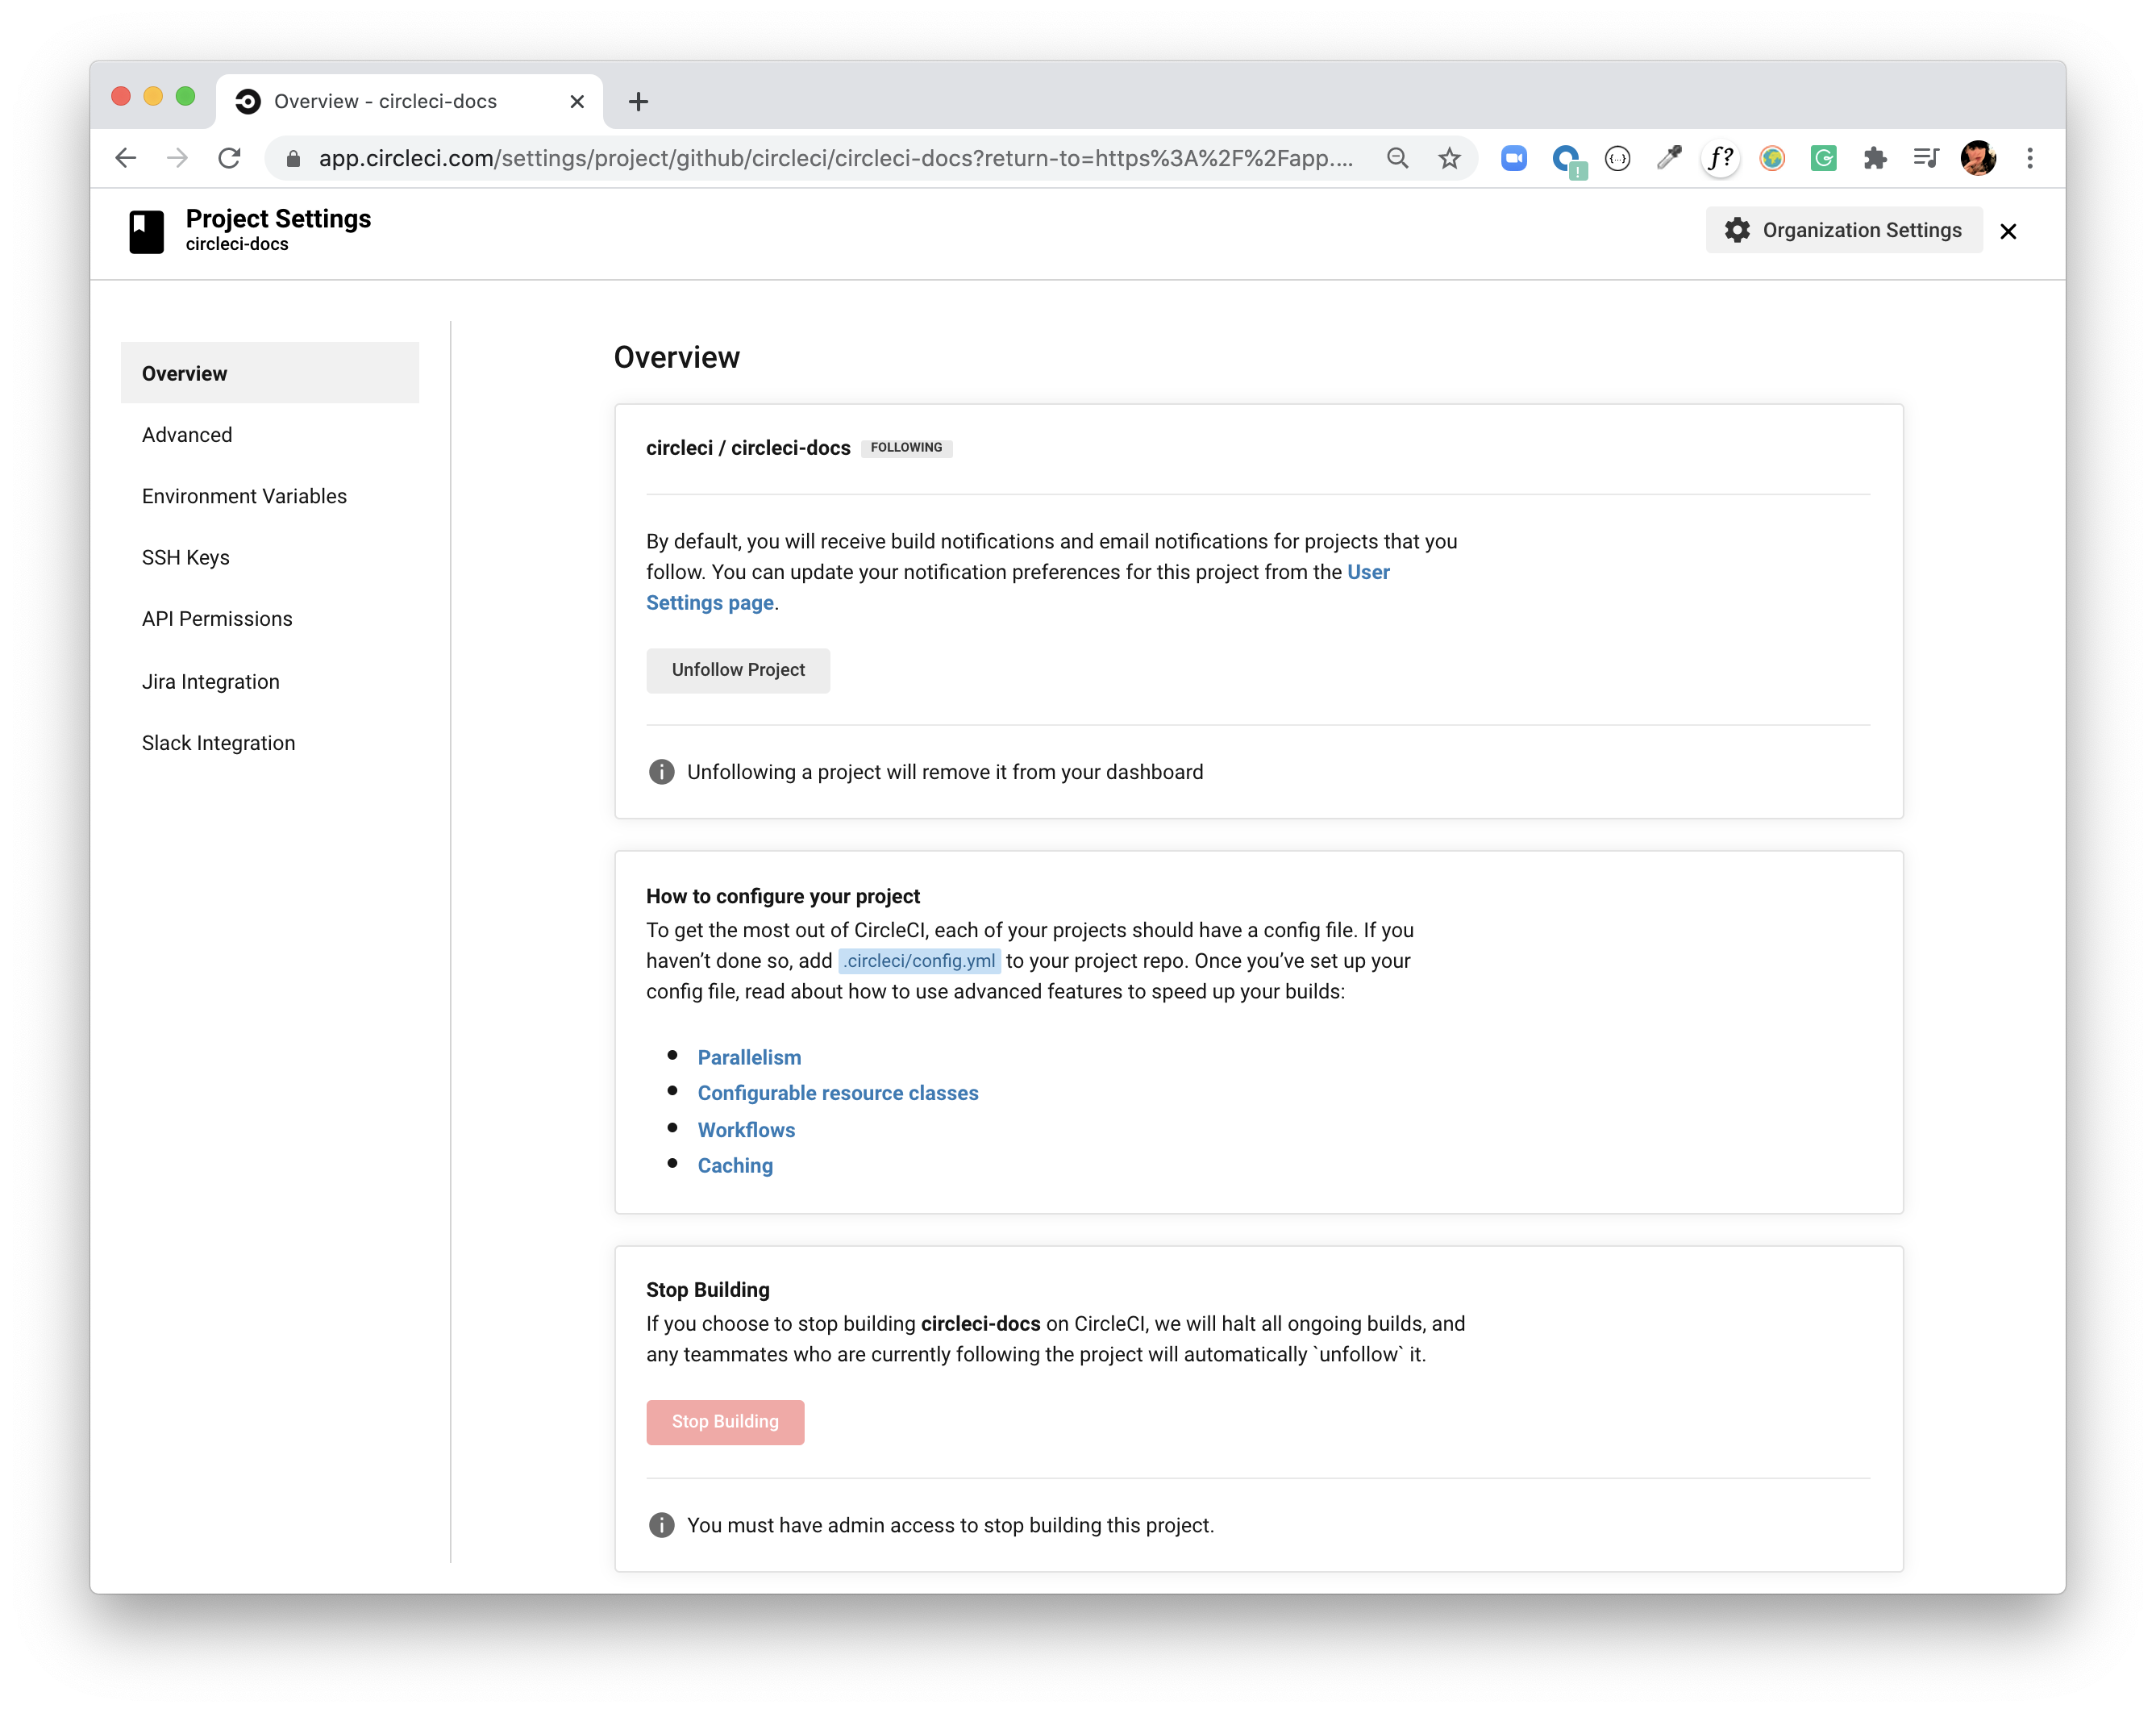 Overview - circleci-docs
app.circleci.com/settings/project/github/circleci/circleci-docs?return-to=https%3A%2F%2Fapp....
f?
Project Settings
circleci-docs
Organization Settings
Overview
Advanced
Environment Variables
SSH Keys
API Permissions
Jira Integration
Slack Integration
Overview
circleci / circleci-docs FOLLOWING
By default, you will receive build notifications and email notifications for projects that you
follow. You can update your notification preferences for this project from the User
Settings page.
Unfollow Project
Unfollowing a project will remove it from your dashboard
How to configure your project
To get the most out of CircleCI, each of your projects should have a config file. If you
haven’t done so, add .circleci/config.yml to your project repo. Once you’ve set up your
config file, read about how to use advanced features to speed up your builds:
Parallelism
Configurable resource classes
Workflows
Caching
Stop Building
If you choose to stop building circleci-docs on CircleCI, we will halt all ongoing builds, and
any teammates who are currently following the project will automatically `unfollow` it.
Stop Building
You must have admin access to stop building this project.